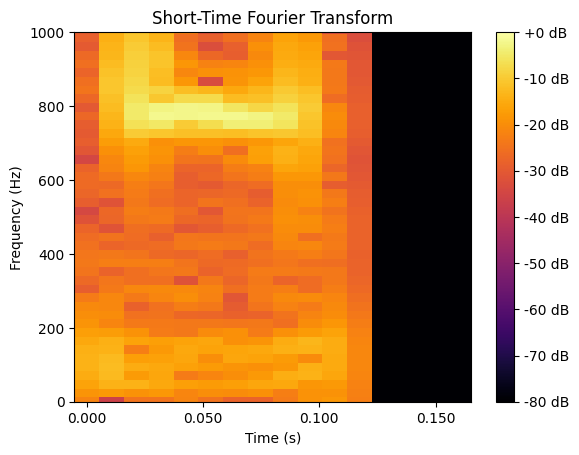 Short-Time Fourier Transform
1000
800
600
400
200
0
Frequency (Hz)
0.000
0.050
0.100
0.150
Time (s)
+0 dB
-10 dB
-20 dB
-30 dB
-40 dB
-50 dB
-60 dB
-70 dB
-80 dB